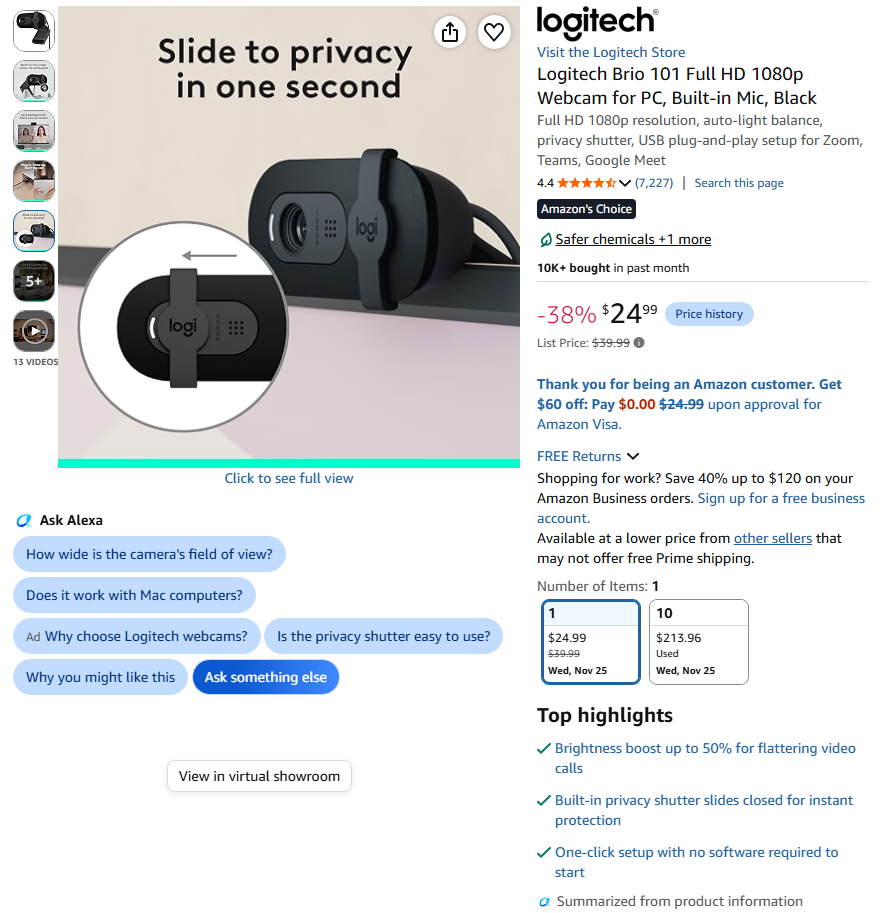 Slide to privacy
in one second
logi
1080P
logi
1080P
5+
13 VIDEOS
Click to see full view
Ask Alexa
How wide is the camera's field of view?
Does it work with Mac computers?
Ad Why choose Logitech webcams?
Is the privacy shutter easy to use?
Why you might like this
Ask something else
View in virtual showroom
logitech®
Visit the Logitech Store
Logitech Brio 101 Full HD 1080p
Webcam for PC, Built-in Mic, Black
Full HD 1080p resolution, auto-light balance,
privacy shutter, USB plug-and-play setup for Zoom,
Teams, Google Meet
4.4 (7,227) | Search this page
Amazon's Choice
Safer chemicals +1 more
10K+ bought in past month
-38% $24.99 Price history
List Price: $39.99
Thank you for being an Amazon customer. Get
$60 off: Pay $0.00 $24.99 upon approval for
Amazon Visa.
FREE Returns
Shopping for work? Save 40% up to $120 on your
Amazon Business orders. Sign up for a free business
account.
Available at a lower price from other sellers that
may not offer free Prime shipping.
Number of Items: 1
1
$24.99
$39.99
Wed, Nov 25
10
$213.96
Used
Wed, Nov 25
Top highlights
Brightness boost up to 50% for flattering video
calls
Built-in privacy shutter slides closed for instant
protection
One-click setup with no software required to
start
Summarized from product information